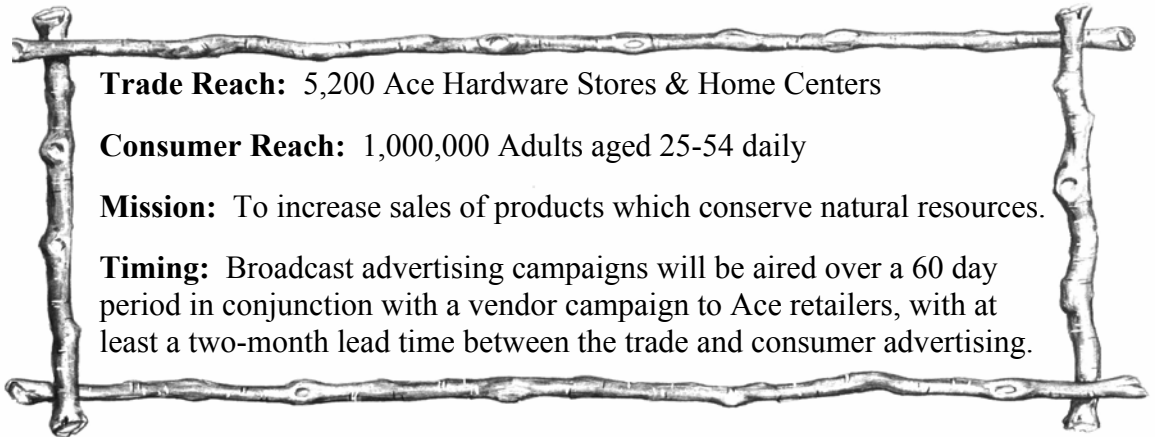 Trade Reach: 5,200 Ace Hardware Stores & Home Centers
Consumer Reach: 1,000,000 Adults aged 25-54 daily
Mission: To increase sales of products which conserve natural resources.
Timing: Broadcast advertising campaigns will be aired over a 60 day
period in conjunction with a vendor campaign to Ace retailers, with at
least a two-month lead time between the trade and consumer advertising.